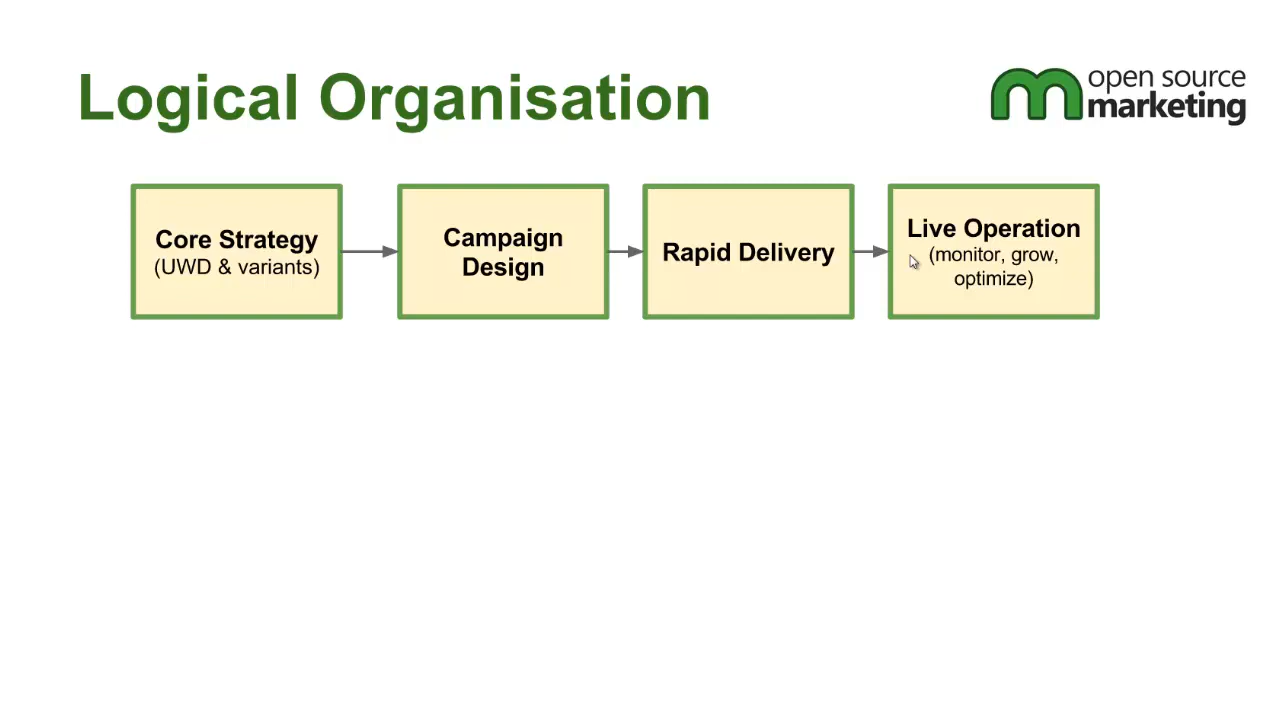 Logical Organisation
open source
marketing
Core Strategy
(UWD & variants)
Campaign
Design
Rapid Delivery
Live Operation
(monitor, grow,
optimize)